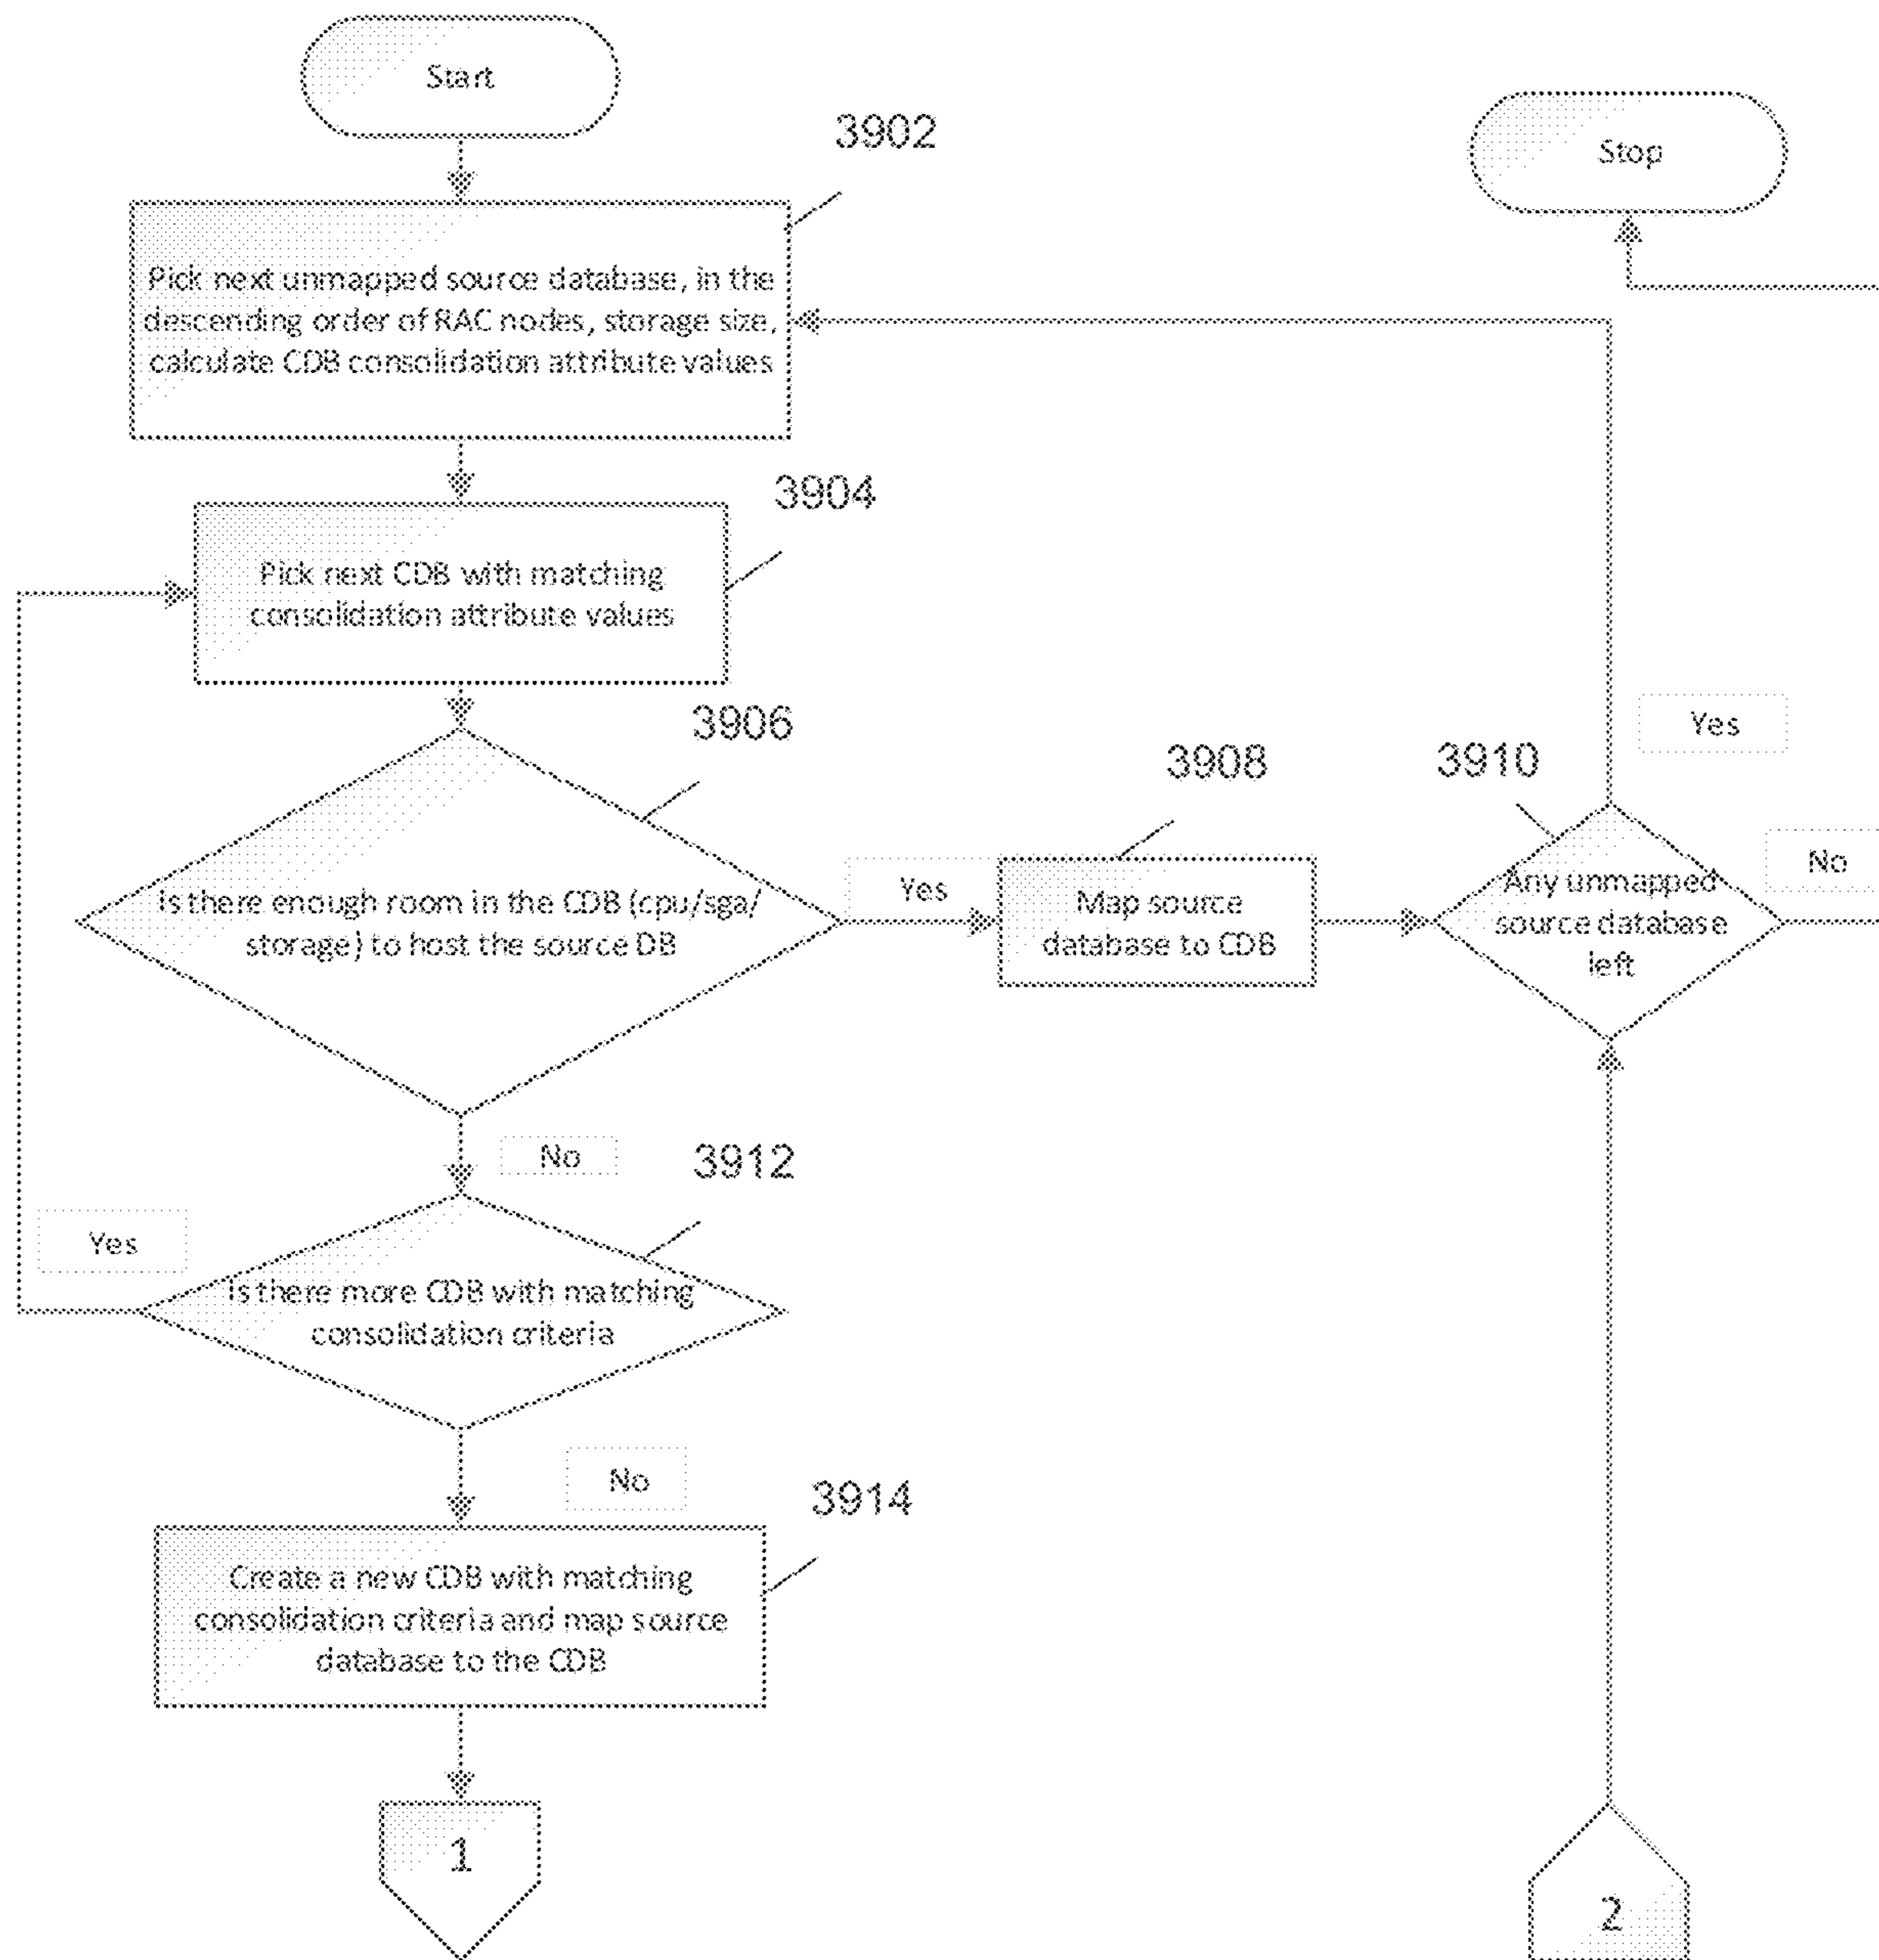 Start
3902
Stop
Pick next unmapped source database, in the
descending order of RAC nodes, storage size,
calculate CDB consolidation attribute values
3904
Pick next CDB with matching
consolidation attribute values
3906
Yes
3908
3910
Is there enough room in the CDB (cpu/sga/
storage) to host the source DB
Yes
Map source
database to CDB
Any unmapped
source database
left
No
No
3912
Yes
Is there more CDB with matching
consolidation criteria
No
3914
Create a new CDB with matching
consolidation criteria and map source
database to the CDB
1
2